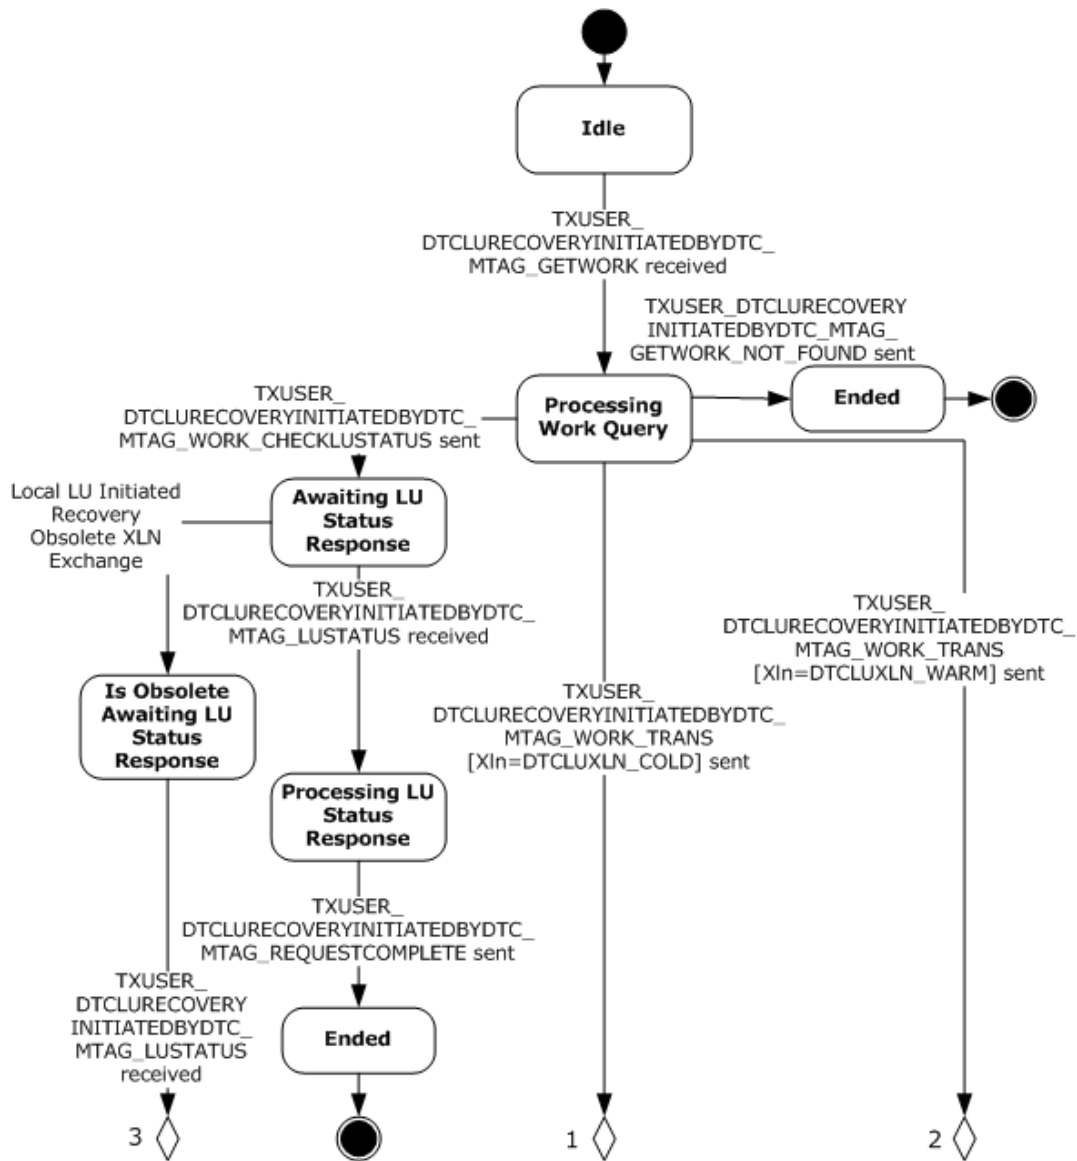 Idle
TXUSER_
DTCLURECOVERYINITIATEDBYDTC_
MTAG_GETWORK received
TXUSER_DTCLURECOVERY
INITIATEDBYDTC_MTAG_
GETWORK_NOT_FOUND sent
Ended
Processing
Work Query
TXUSER_
DTCLURECOVERYINITIATEDBYDTC_
MTAG_WORK_CHECKLUSTATUS sent
Awaiting LU
Status
Response
Local LU Initiated
Recovery
Obsolete XLN
Exchange
TXUSER_
DTCLURECOVERYINITIATEDBYDTC_
MTAG_LUSTATUS received
TXUSER_
DTCLURECOVERYINITIATEDBYDTC_
MTAG_WORK_TRANS
[Xln=DTCLUXLN_WARM] sent
Is Obsolete
Awaiting LU
Status
Response
TXUSER_
DTCLURECOVERYINITIATEDBYDTC_
MTAG_WORK_TRANS
[Xln=DTCLUXLN_COLD] sent
Processing LU
Status
Response
TXUSER_
DTCLURECOVERYINITIATEDBYDTC_
MTAG_REQUESTCOMPLETE sent
TXUSER_
DTCLURECOVERY
INITIATEDBYDTC_
MTAG_LUSTATUS
received
Ended
3
1
2